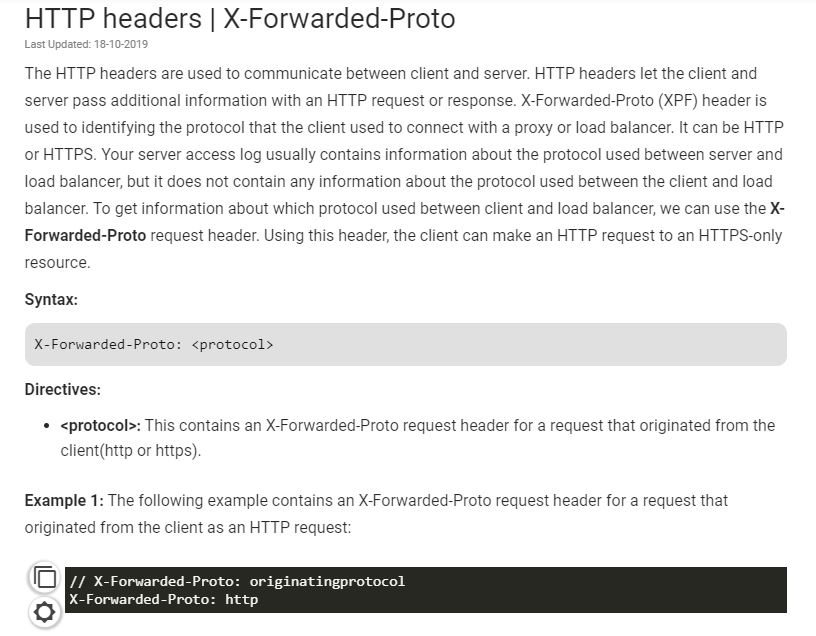 HTTP headers | X-Forwarded-Proto
Last Updated: 18-10-2019
The HTTP headers are used to communicate between client and server. HTTP headers let the client and
server pass additional information with an HTTP request or response. X-Forwarded-Proto (XPF) header is
used to identifying the protocol that the client used to connect with a proxy or load balancer. It can be HTTP
or HTTPS. Your server access log usually contains information about the protocol used between server and
load balancer, but it does not contain any information about the protocol used between the client and load
balancer. To get information about which protocol used between client and load balancer, we can use the X-
Forwarded-Proto request header. Using this header, the client can make an HTTP request to an HTTPS-only
resource.
Syntax:
X-Forwarded-Proto: <protocol>
Directives:
• <protocol>: This contains an X-Forwarded-Proto request header for a request that originated from the
client(http or https).
Example 1: The following example contains an X-Forwarded-Proto request header for a request that
originated from the client as an HTTP request:
// X-Forwarded-Proto: originatingprotocol
X-Forwarded-Proto: http